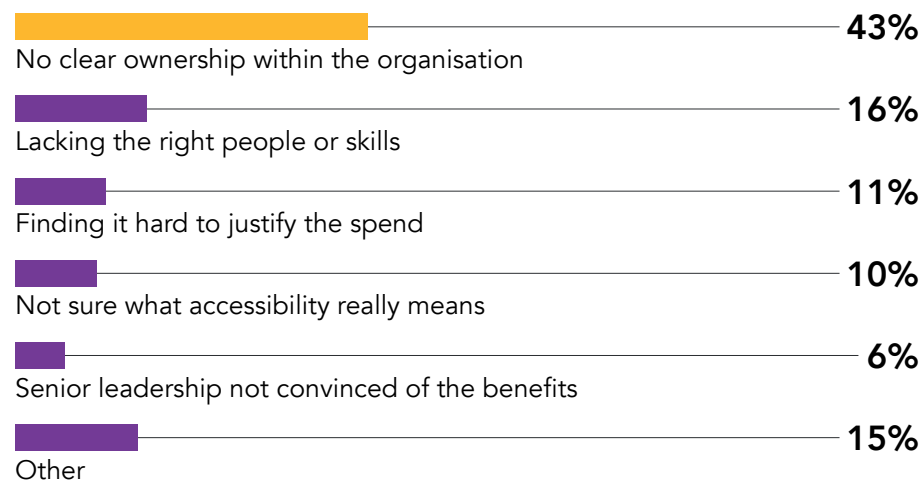 43%
No clear ownership within the organisation
16%
Lacking the right people or skills
11%
Finding it hard to justify the spend
10%
Not sure what accessibility really means
6%
Senior leadership not convinced of the benefits
15%
Other